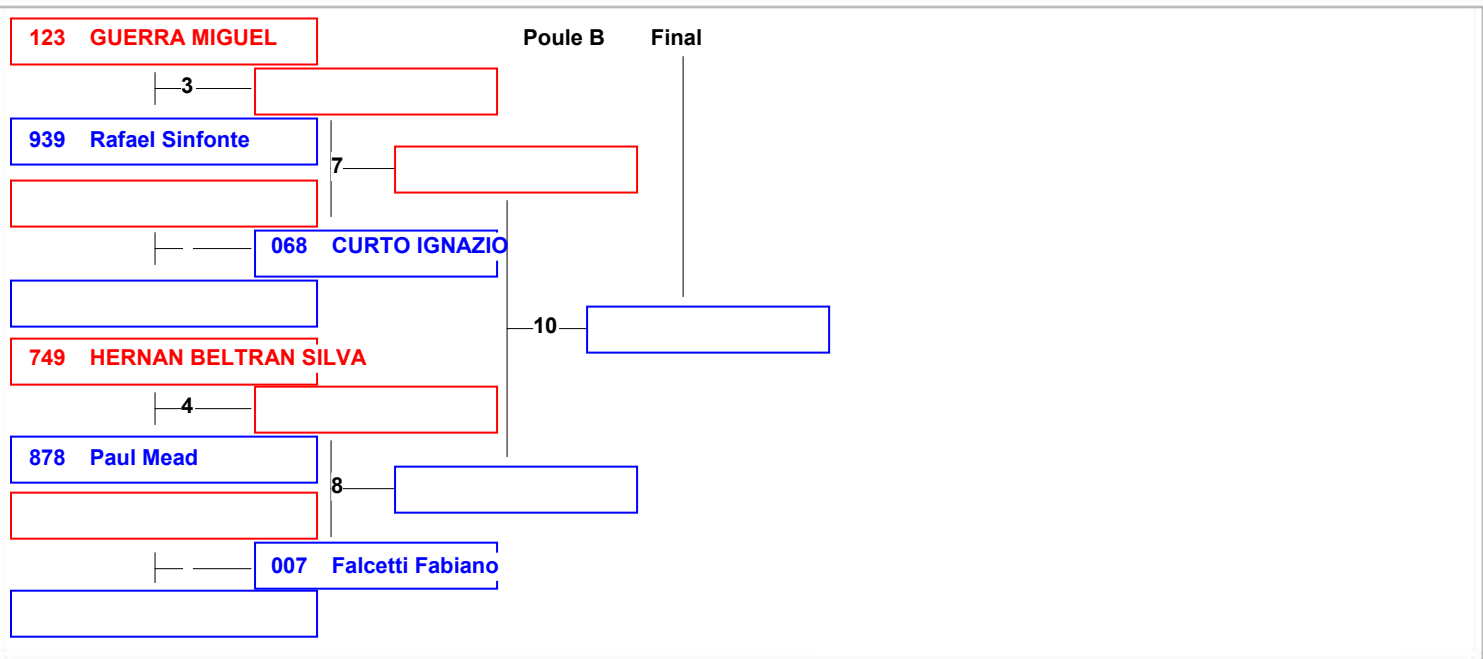 123 GUERRA MIGUEL
Poule B Final
3
939 Rafael Sinfonte
7
068 CURTO IGNAZIO
10
749 HERNAN BELTRAN SILVA
4
878 Paul Mead
8
007 Falcetti Fabiano